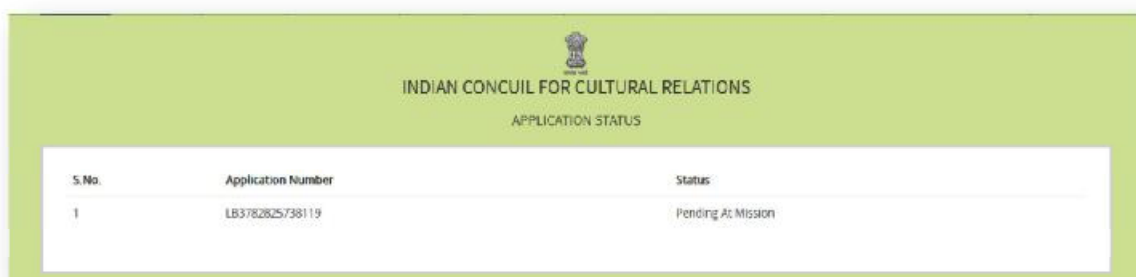 INDIAN CONCUIL FOR CULTURAL RELATIONS
APPLICATION STATUS
S.No. Application Number Status
1 LB3782825738119 Pending At Mission